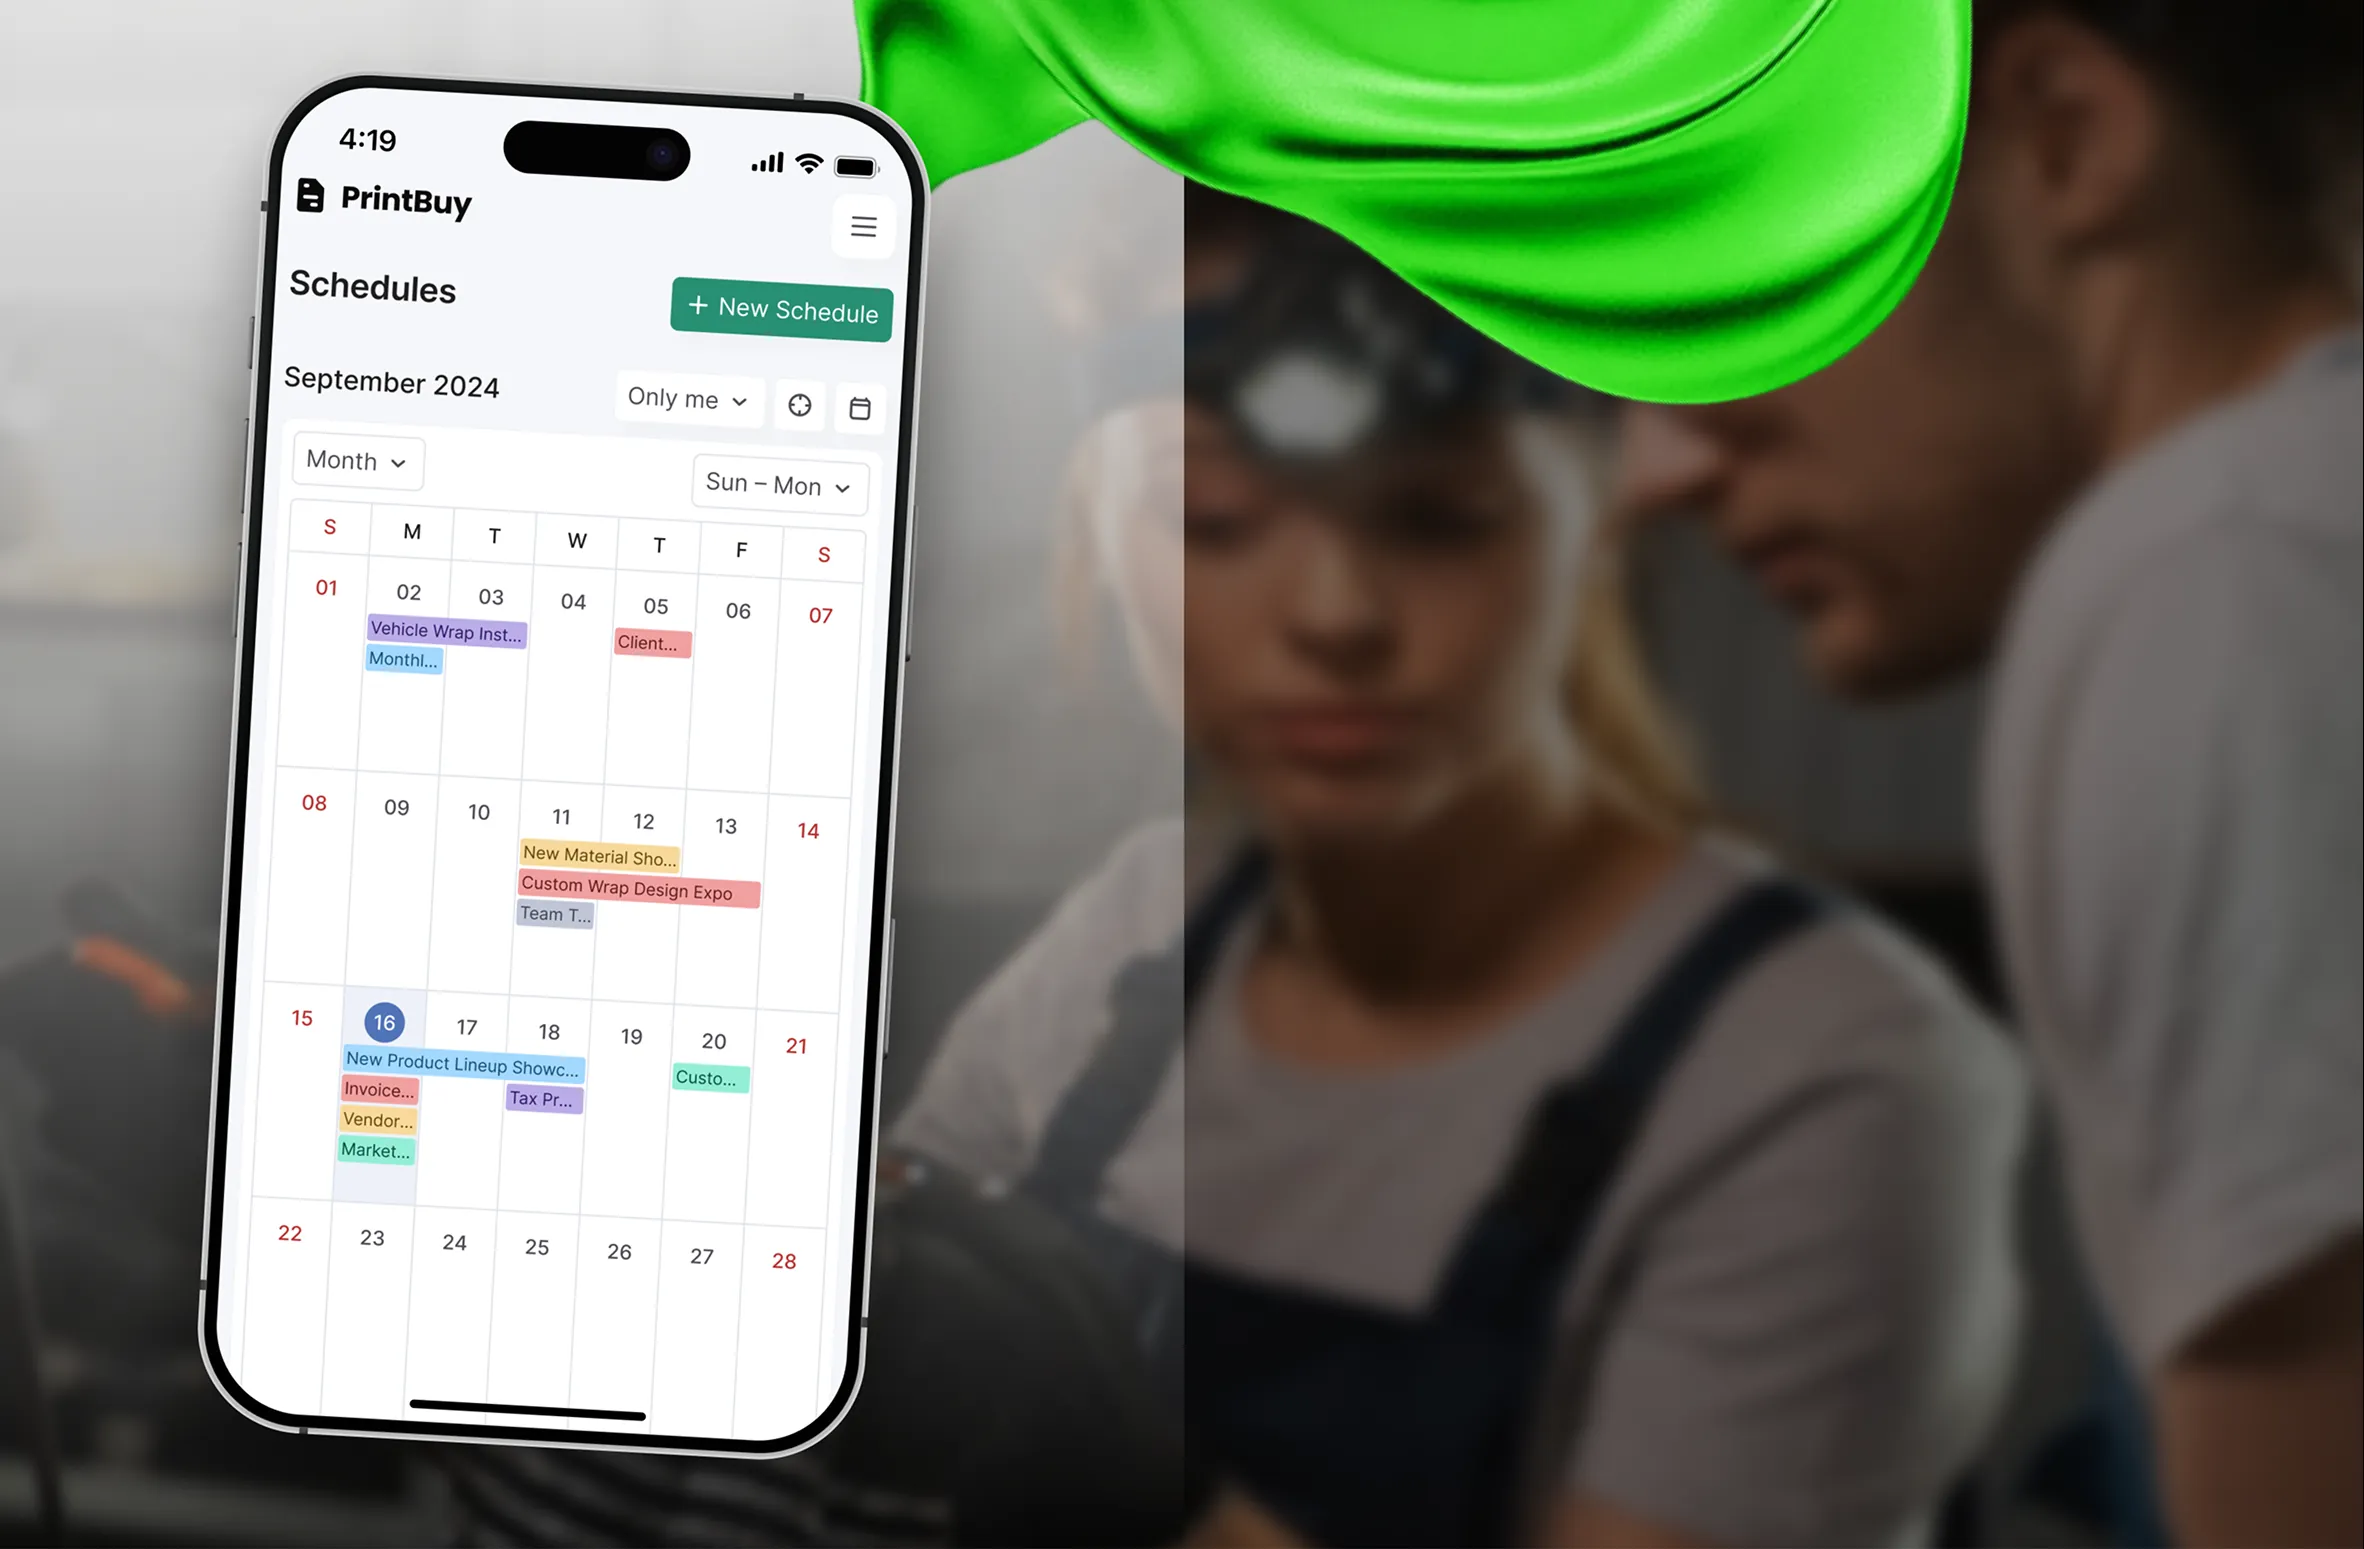 4:19
PrintBuy
Schedules
+ New Schedule
September 2024
Only me
Month
Sun – Mon
S M T W T F S
01 02 03 04 05 06 07
Vehicle Wrap Inst...
Client...
Monthl...
08 09 10 11 12 13 14
New Material Sho...
Custom Wrap Design Expo
Team T...
15 16 17 18 19 20 21
New Product Lineup Showc...
Custo...
Invoice...
Tax Pr...
Vendor...
Market...
22 23 24 25 26 27 28